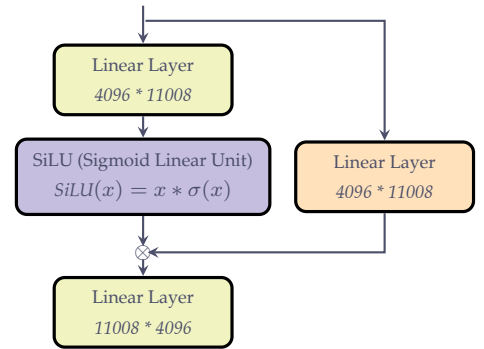 Linear Layer
4096 * 11008
SiLU (Sigmoid Linear Unit)
SiLU(x) = x ∗ σ(x)
Linear Layer
4096 * 11008
⊗
Linear Layer
11008 * 4096